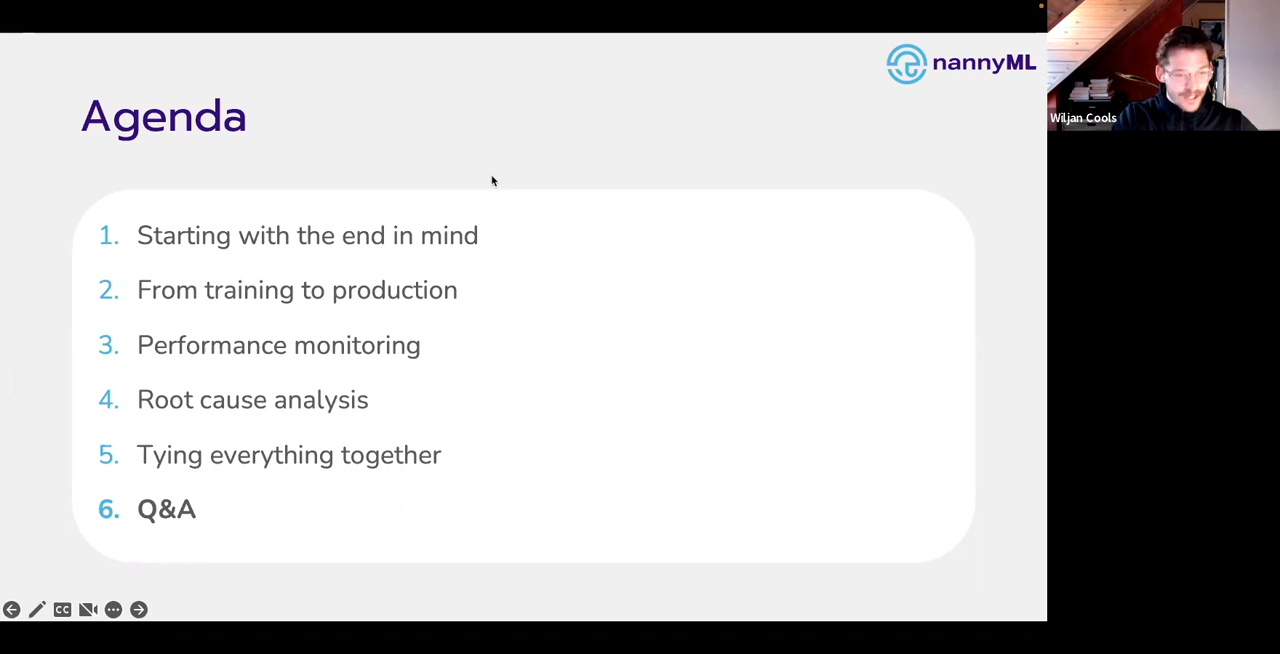 nannyML
Agenda
Wiljan Cools
1. Starting with the end in mind
2. From training to production
3. Performance monitoring
4. Root cause analysis
5. Tying everything together
6. Q&A
CC